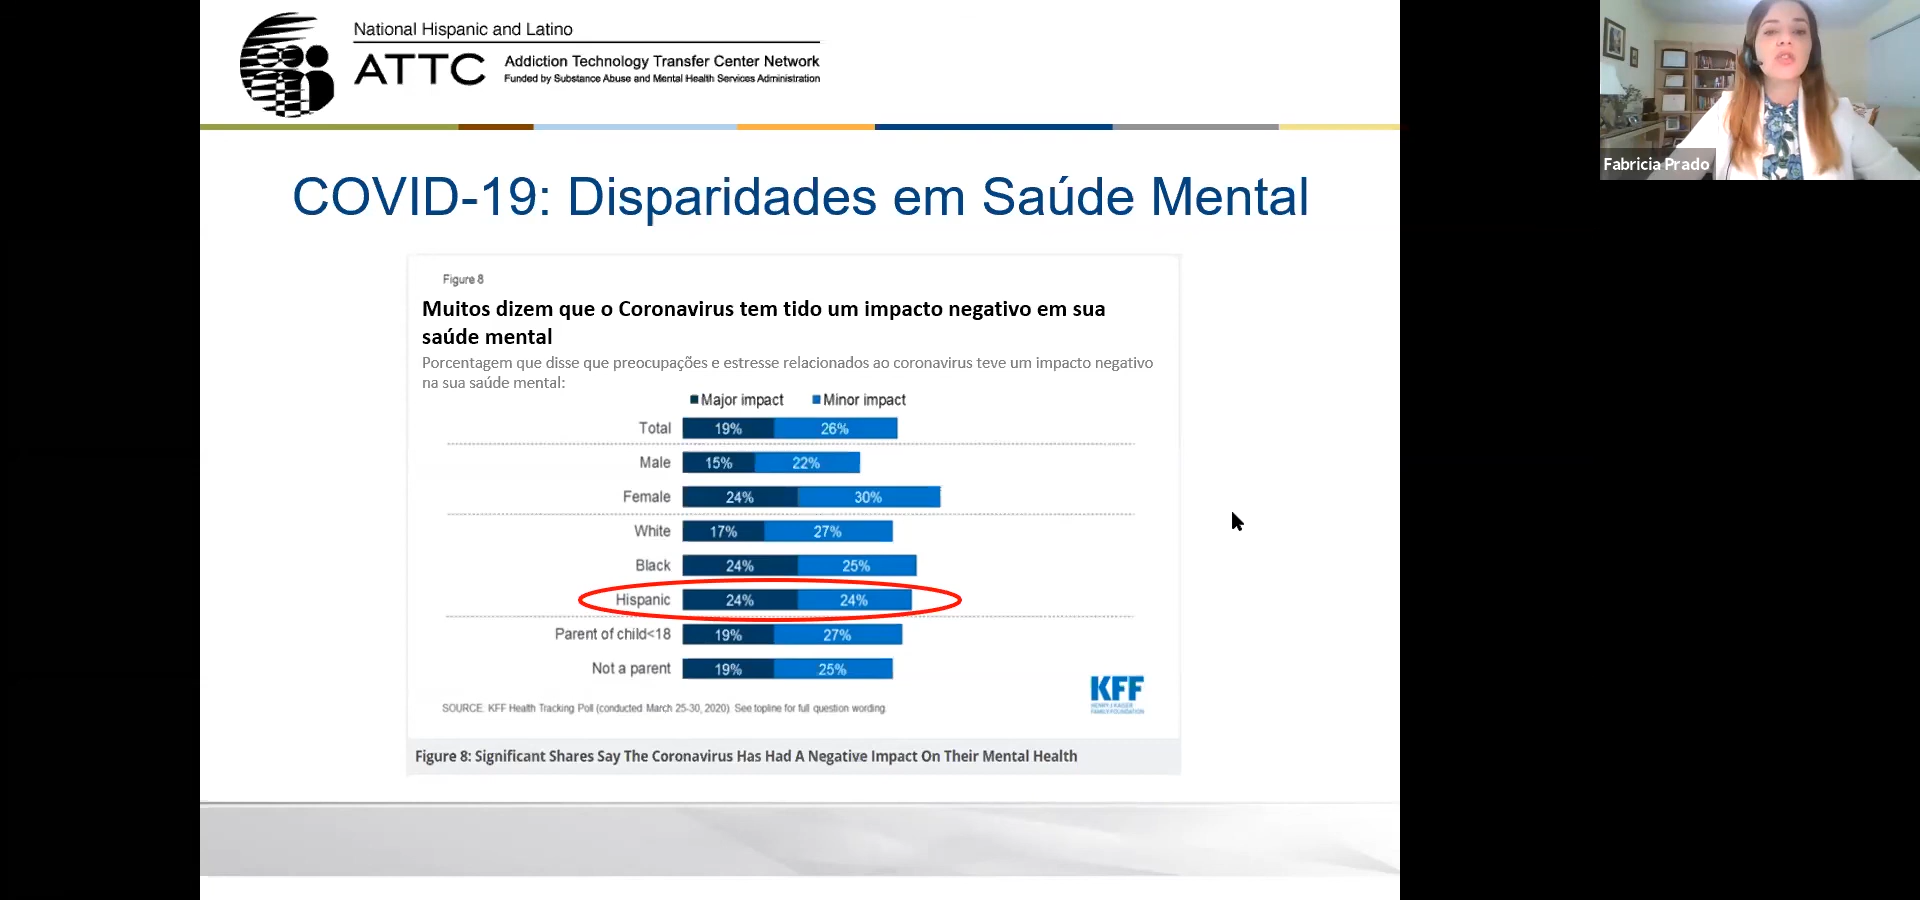 National Hispanic and Latino
ATTC
Addiction Technology Transfer Center Network
Funded by Substance Abuse and Mental Health Services Administration
Fabricia Prado
COVID-19: Disparidades em Saúde Mental
Figure 8
Muitos dizem que o Coronavirus tem tido um impacto negativo em sua
saúde mental
Porcentagem que disse que preocupações e estresse relacionados ao coronavirus teve um impacto negativo
na sua saúde mental:
Major impact Minor impact
Total 19% 26%
Male 15% 22%
Female 24% 30%
White 17% 27%
Black 24% 25%
Hispanic 24% 24%
Parent of child<18 19% 27%
Not a parent 19% 25%
KFF
HENRY J KAISER
FAMILY FOUNDATION
SOURCE: KFF Health Tracking Poll (conducted March 25-30, 2020). See topline for full question wording.
Figure 8: Significant Shares Say The Coronavirus Has Had A Negative Impact On Their Mental Health